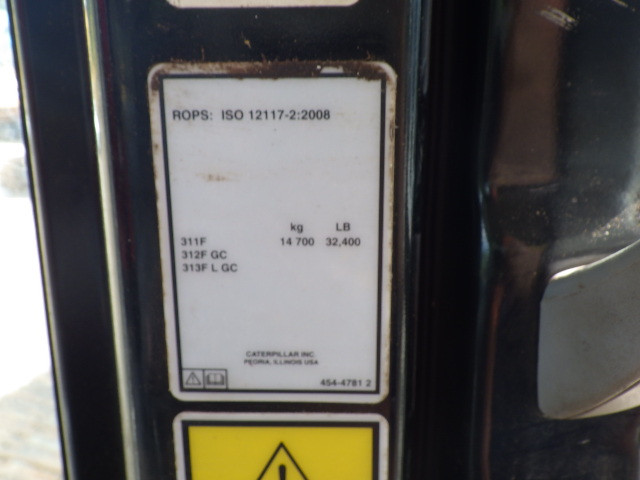 ROPS: ISO 12117-2:2008
kg LB
311F 14 700 32,400
312F GC
313F L GC
CATERPILLAR INC.
PEORIA, ILLINOIS USA
454-4781 2